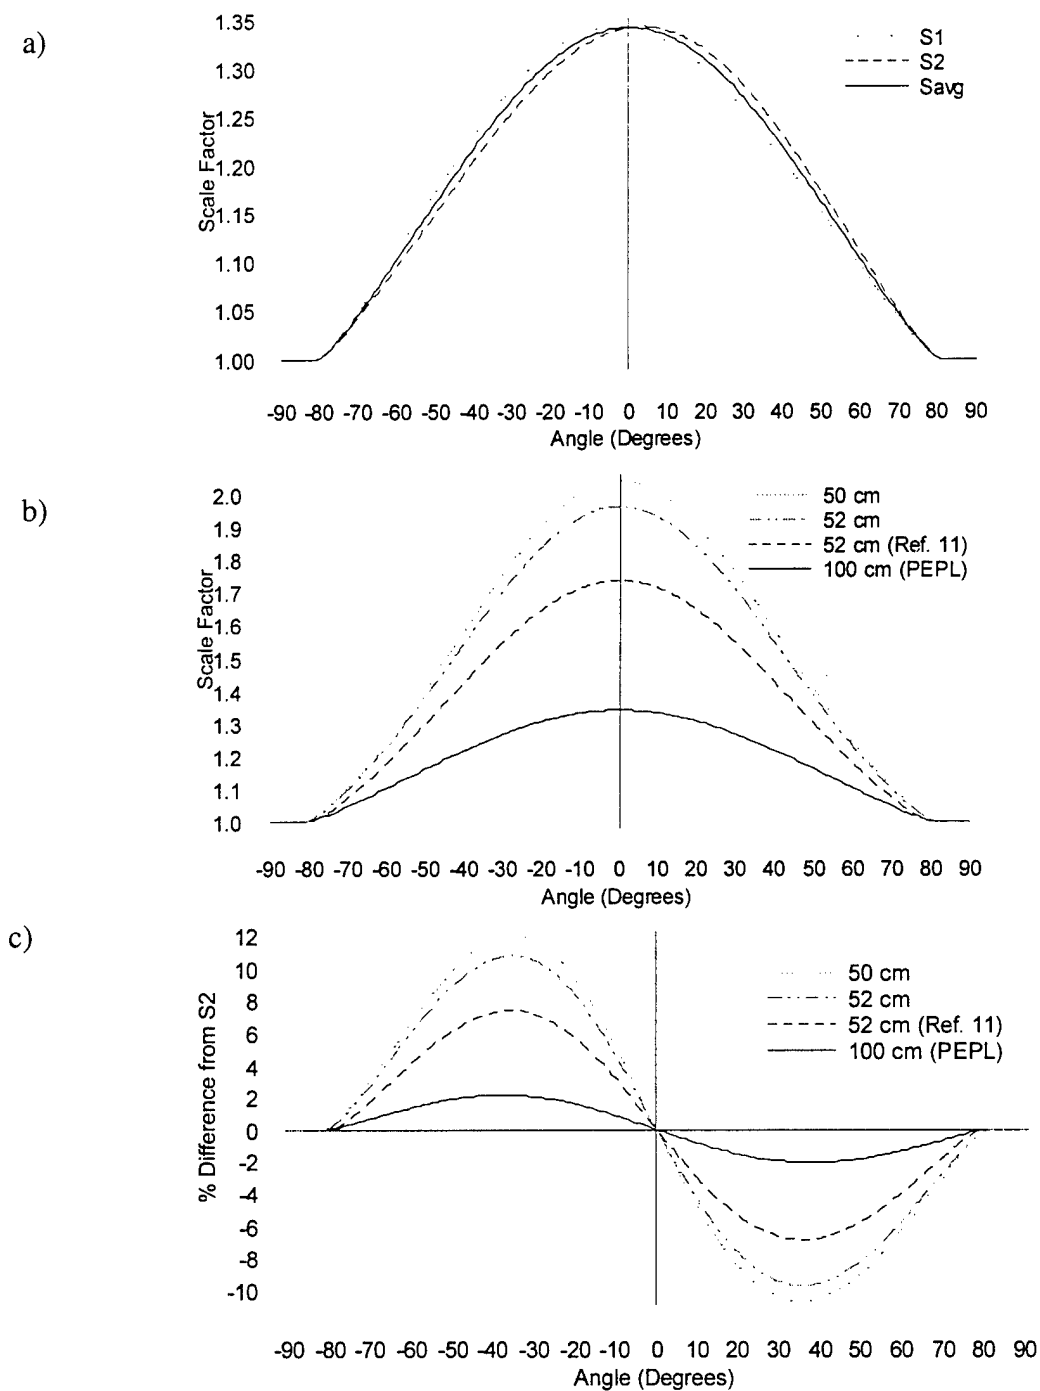 a)
1.35
1.30
1.25
1.20
1.15
1.10
1.05
1.00
Scale Factor
S1
S2
Savg
-90 -80 -70 -60 -50 -40 -30 -20 -10 0 10 20 30 40 50 60 70 80 90
Angle (Degrees)
b)
2.0
1.9
1.8
1.7
1.6
1.5
1.4
1.3
1.2
1.1
1.0
Scale Factor
50 cm
52 cm
52 cm (Ref. 11)
100 cm (PEPL)
-90 -80 -70 -60 -50 -40 -30 -20 -10 0 10 20 30 40 50 60 70 80 90
Angle (Degrees)
c)
12
10
8
6
4
2
0
-2
-4
-6
-8
-10
% Difference from S2
50 cm
52 cm
52 cm (Ref. 11)
100 cm (PEPL)
-90 -80 -70 -60 -50 -40 -30 -20 -10 0 10 20 30 40 50 60 70 80 90
Angle (Degrees)